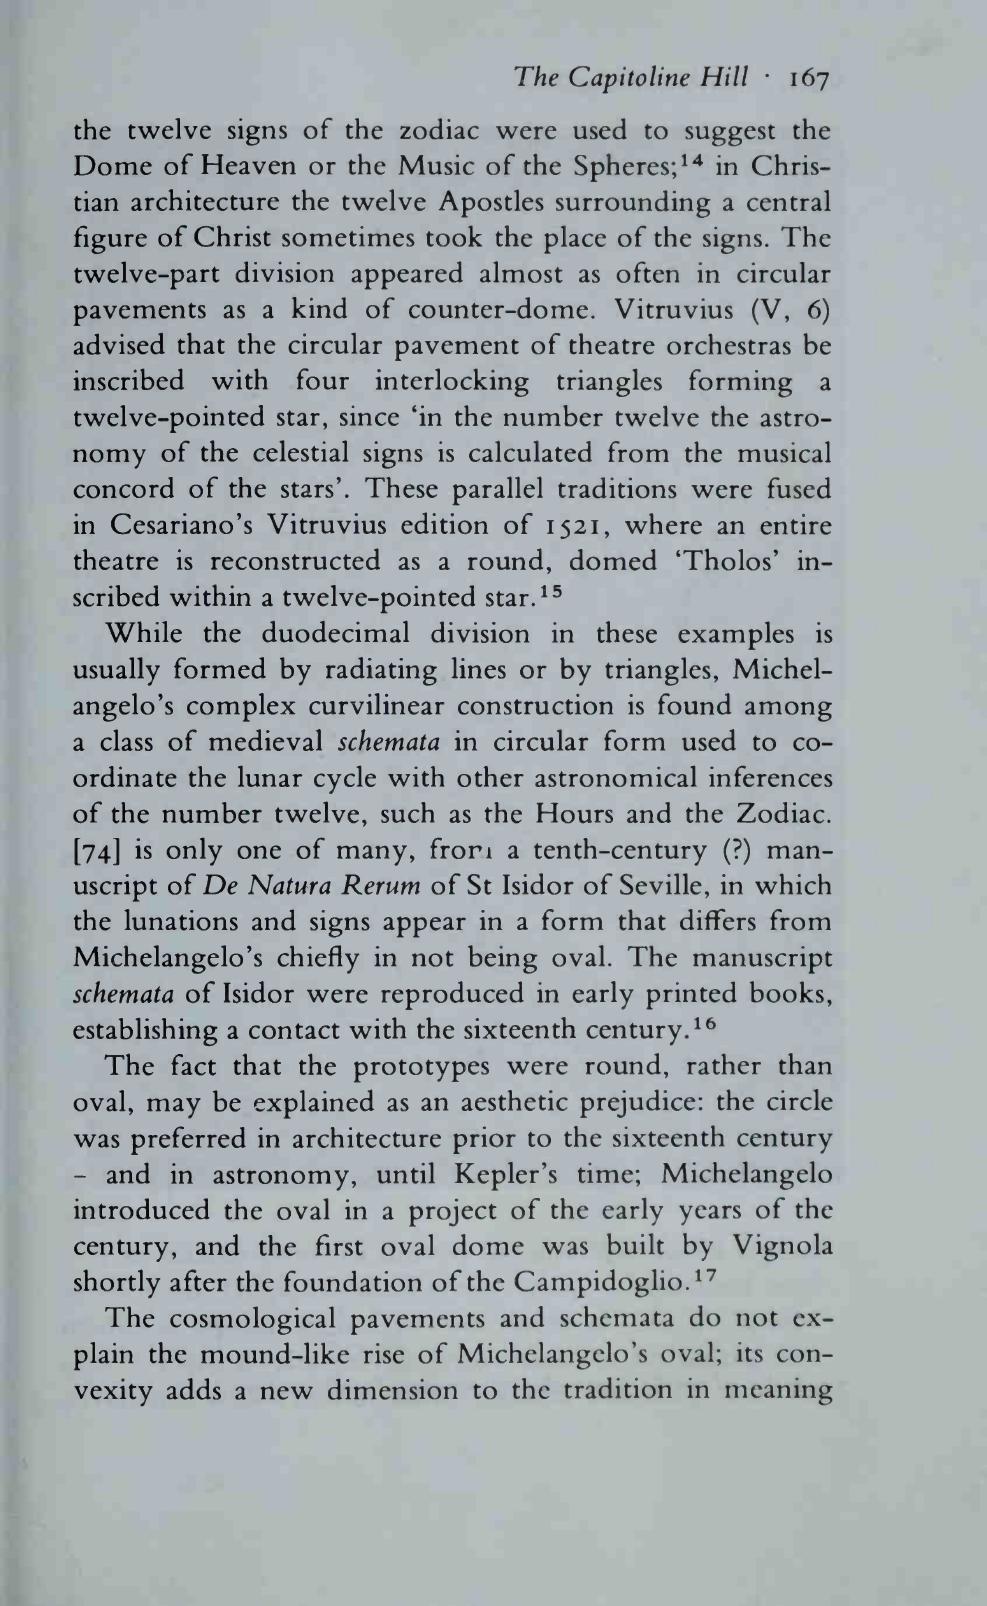 The Capitoline Hill · 167
the twelve signs of the zodiac were used to suggest the
Dome of Heaven or the Music of the Spheres;¹⁴ in Chris-
tian architecture the twelve Apostles surrounding a central
figure of Christ sometimes took the place of the signs. The
twelve-part division appeared almost as often in circular
pavements as a kind of counter-dome. Vitruvius (V, 6)
advised that the circular pavement of theatre orchestras be
inscribed with four interlocking triangles forming a
twelve-pointed star, since ‘in the number twelve the astro-
nomy of the celestial signs is calculated from the musical
concord of the stars’. These parallel traditions were fused
in Cesariano’s Vitruvius edition of 1521, where an entire
theatre is reconstructed as a round, domed ‘Tholos’ in-
scribed within a twelve-pointed star.¹⁵
While the duodecimal division in these examples is
usually formed by radiating lines or by triangles, Michel-
angelo’s complex curvilinear construction is found among
a class of medieval schemata in circular form used to co-
ordinate the lunar cycle with other astronomical inferences
of the number twelve, such as the Hours and the Zodiac.
[74] is only one of many, from a tenth-century (?) man-
uscript of De Natura Rerum of St Isidor of Seville, in which
the lunations and signs appear in a form that differs from
Michelangelo’s chiefly in not being oval. The manuscript
schemata of Isidor were reproduced in early printed books,
establishing a contact with the sixteenth century.¹⁶
The fact that the prototypes were round, rather than
oval, may be explained as an aesthetic prejudice: the circle
was preferred in architecture prior to the sixteenth century
– and in astronomy, until Kepler’s time; Michelangelo
introduced the oval in a project of the early years of the
century, and the first oval dome was built by Vignola
shortly after the foundation of the Campidoglio.¹⁷
The cosmological pavements and schemata do not ex-
plain the mound-like rise of Michelangelo’s oval; its con-
vexity adds a new dimension to the tradition in meaning